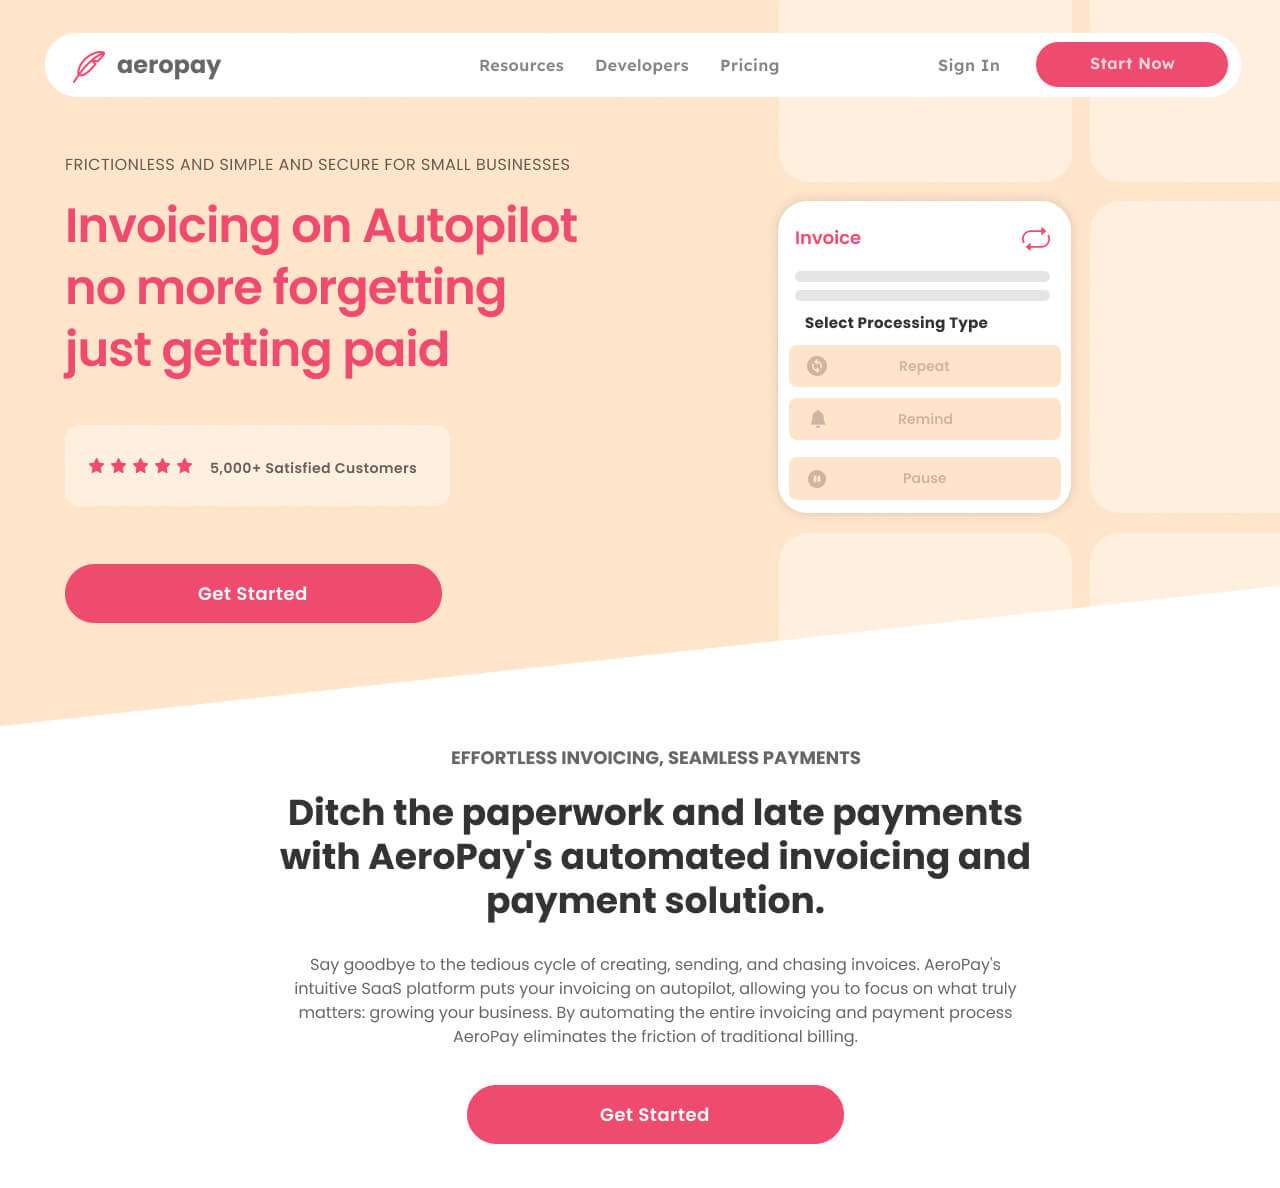 aeropay
Resources Developers Pricing Sign In Start Now
FRICTIONLESS AND SIMPLE AND SECURE FOR SMALL BUSINESSES
Invoicing on Autopilot
no more forgetting
just getting paid
5,000+ Satisfied Customers
Get Started
Invoice
Select Processing Type
Repeat
Remind
Pause
EFFORTLESS INVOICING, SEAMLESS PAYMENTS
Ditch the paperwork and late payments
with AeroPay's automated invoicing and
payment solution.
Say goodbye to the tedious cycle of creating, sending, and chasing invoices. AeroPay's
intuitive SaaS platform puts your invoicing on autopilot, allowing you to focus on what truly
matters: growing your business. By automating the entire invoicing and payment process
AeroPay eliminates the friction of traditional billing.
Get Started